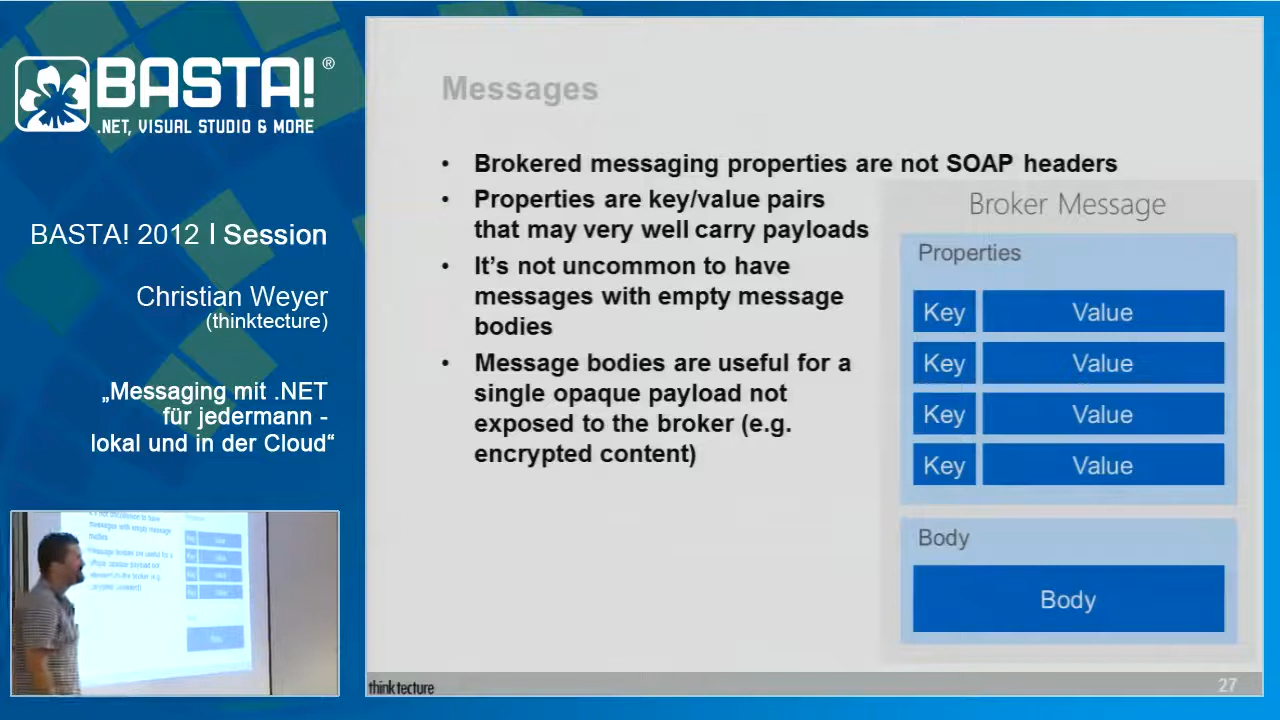 BASTA!®
.NET, VISUAL STUDIO & MORE
BASTA! 2012 I Session
Christian Weyer
(thinktecture)
„Messaging mit .NET
für jedermann -
lokal und in der Cloud“
Messages
• Brokered messaging properties are not SOAP headers
• Properties are key/value pairs
that may very well carry payloads
• It’s not uncommon to have
messages with empty message
bodies
• Message bodies are useful for a
single opaque payload not
exposed to the broker (e.g.
encrypted content)
Broker Message
Properties
Key Value
Key Value
Key Value
Key Value
Body
Body
thinktecture
27